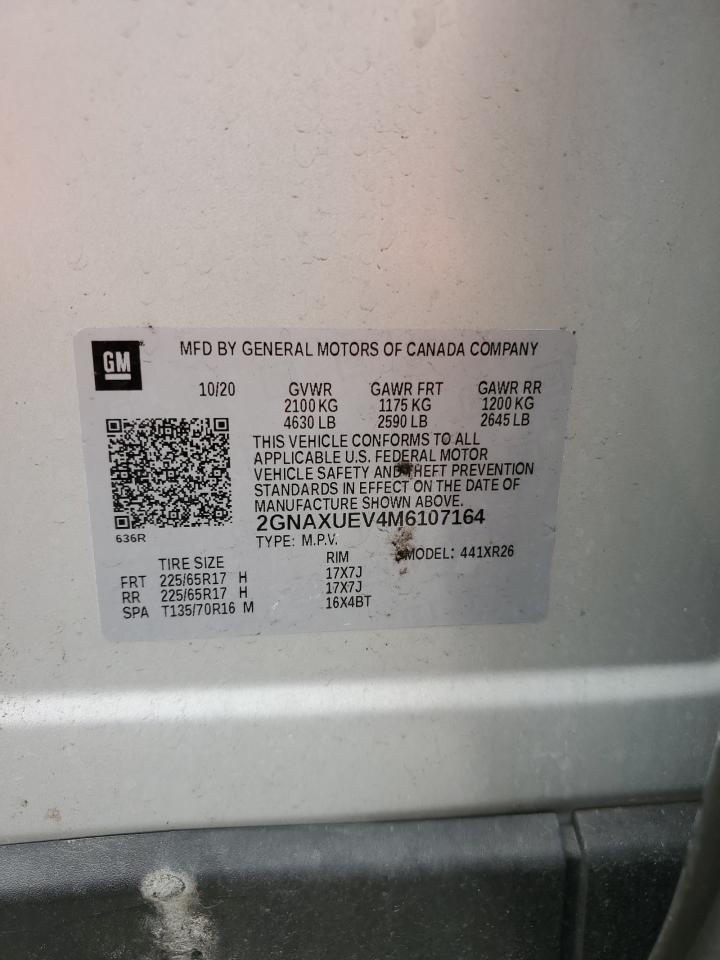 GM
MFD BY GENERAL MOTORS OF CANADA COMPANY
10/20 GVWR GAWR FRT GAWR RR
2100 KG 1175 KG 1200 KG
4630 LB 2590 LB 2645 LB
THIS VEHICLE CONFORMS TO ALL
APPLICABLE U.S. FEDERAL MOTOR
VEHICLE SAFETY AND THEFT PREVENTION
STANDARDS IN EFFECT ON THE DATE OF
MANUFACTURE SHOWN ABOVE.
2GNAXUEV4M6107164
636R
TYPE: M.P.V. MODEL: 441XR26
TIRE SIZE RIM
FRT 225/65R17 H 17X7J
RR 225/65R17 H 17X7J
SPA T135/70R16 M 16X4BT